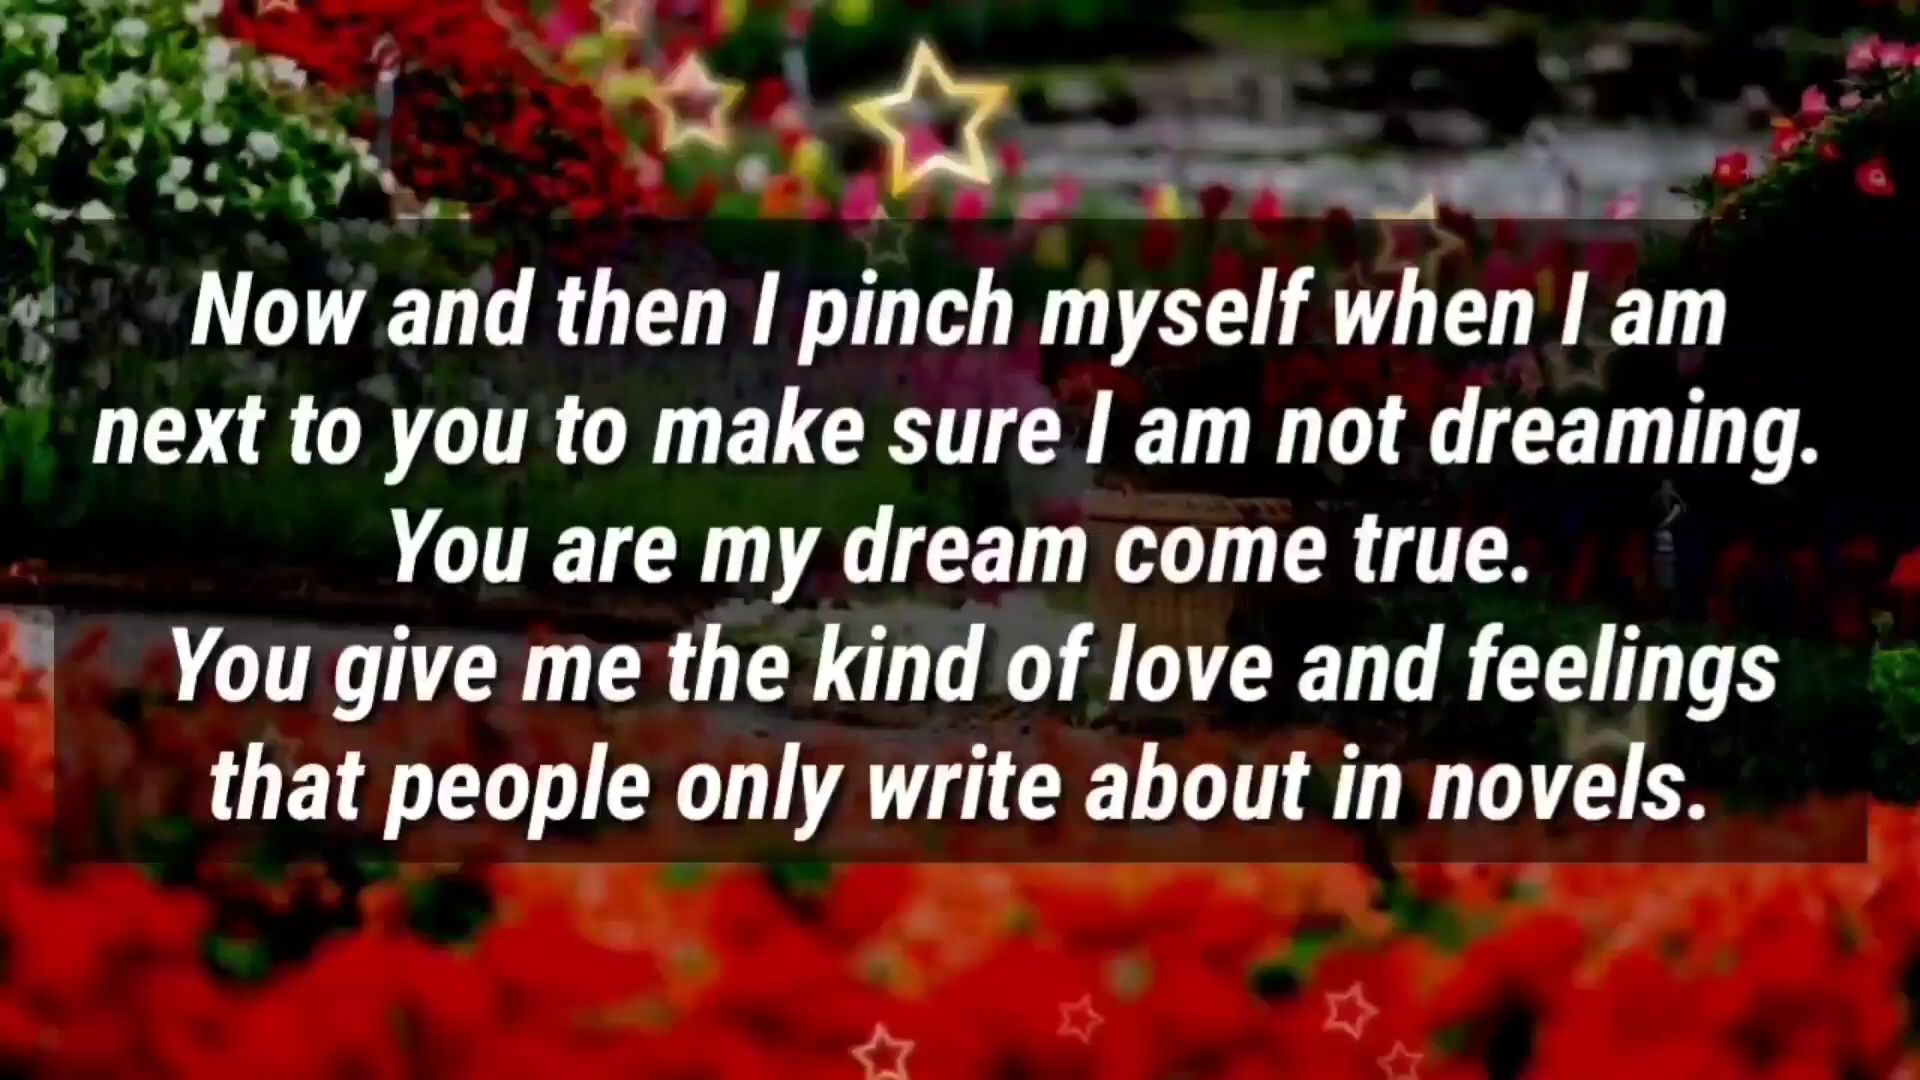 Now and then I pinch myself when I am
next to you to make sure I am not dreaming.
You are my dream come true.
You give me the kind of love and feelings
that people only write about in novels.